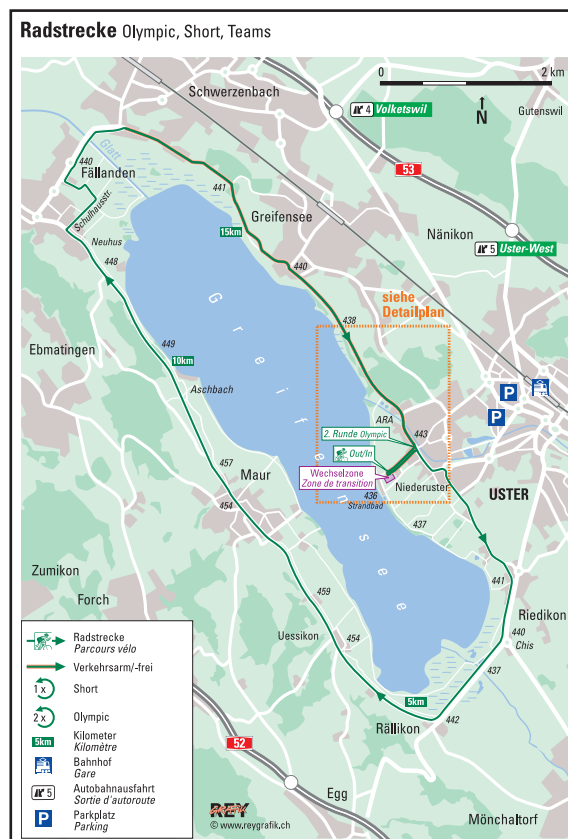 Radstrecke Olympic, Short, Teams
0 2 km
N
Schwerzenbach
4 Volketswil
Gutenswil
53
Glatt
440
Fällanden
Schulhausstr.
441
Greifensee
15km
Nänikon
5 Uster-West
Neuhus
448
440
siehe
Detailplan
438
449
Ebmatingen
10km
Aschbach
Greifensee
P
P
ARA
2. Runde Olympic
443
Out/In
Wechselzone
Zone de transition
Niederuster
USTER
457
Maur
436
Strandbad
454
437
441
Zumikon
Forch
459
Riedikon
440
Chis
Uessikon
454
437
5km
Rällikon
442
52
Egg
Mönchaltorf
Radstrecke
Parcours vélo
Verkehrsarm/-frei
1 x Short
2 x Olympic
5km Kilometer
Kilomètre
Bahnhof
Gare
5 Autobahnausfahrt
Sortie d'autoroute
P Parkplatz
Parking
REY
GRAFIK
© www.reygrafik.ch